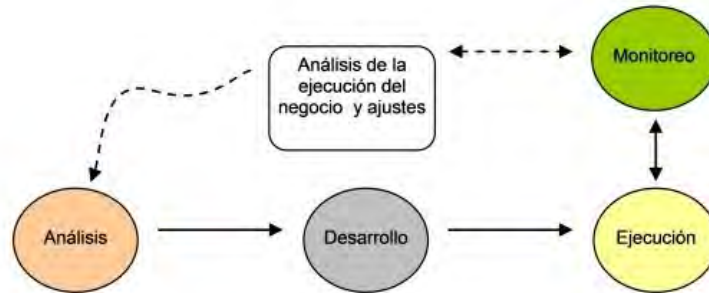 Análisis de la
ejecución del
negocio y ajustes
Monitoreo
Análisis
Desarrollo
Ejecución